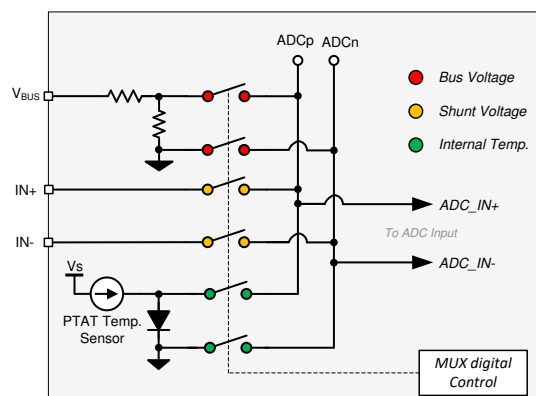 ADCp ADCn
VBUS
Bus Voltage
Shunt Voltage
Internal Temp.
IN+
ADC_IN+
To ADC Input
IN-
ADC_IN-
Vs
PTAT Temp.
Sensor
MUX digital
Control